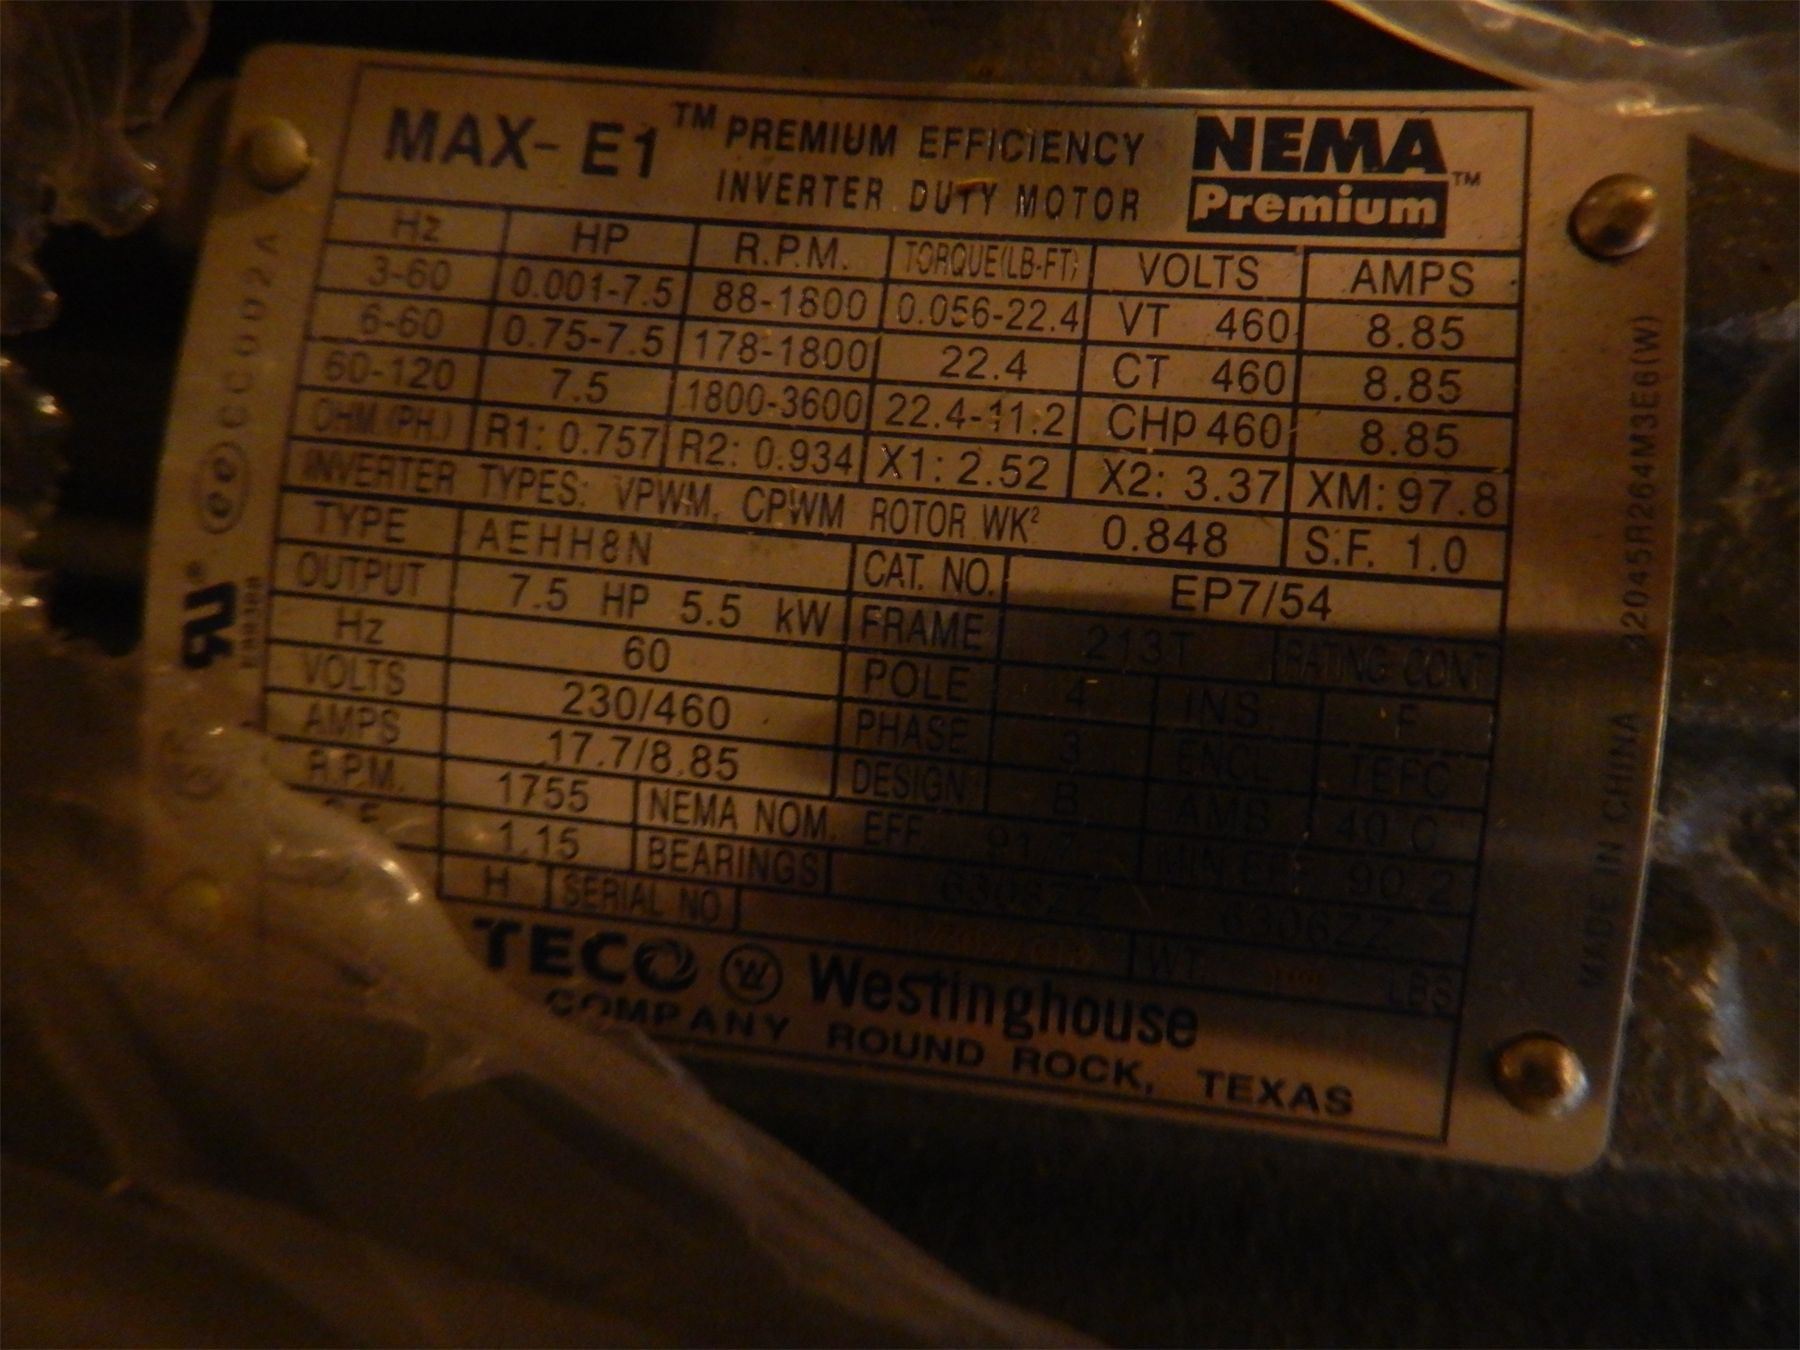 MAX-E1 ™ PREMIUM EFFICIENCY
INVERTER DUTY MOTOR
NEMA ™
Premium
Hz HP R.P.M. TORQUE(LB-FT) VOLTS AMPS
3-60 0.001-7.5 88-1800 0.056-22.4 VT 460 8.85
6-60 0.75-7.5 178-1800 22.4 CT 460 8.85
60-120 7.5 1800-3600 22.4-11.2 CHp 460 8.85
OHM.(PH.) R1: 0.757 R2: 0.934 X1: 2.52 X2: 3.37 XM: 97.8
INVERTER TYPES: VPWM, CPWM ROTOR WK² 0.848 S.F. 1.0
TYPE AEHH8N CAT. NO. EP7/54
OUTPUT 7.5 HP 5.5 kW FRAME 213T RATING CONT
Hz 60 POLE 4 INS. F
VOLTS 230/460 PHASE 3 ENCL TEFC
AMPS 17.7/8.85 DESIGN B AMB 40°C
R.P.M. 1755 NEMA NOM. EFF. 91.7 MIN EFF 90.2
1.15 BEARINGS 6308ZZ 6306ZZ
H SERIAL NO WT. LBS
TECO W Westinghouse
COMPANY ROUND ROCK, TEXAS
CC002A
MADE IN CHINA